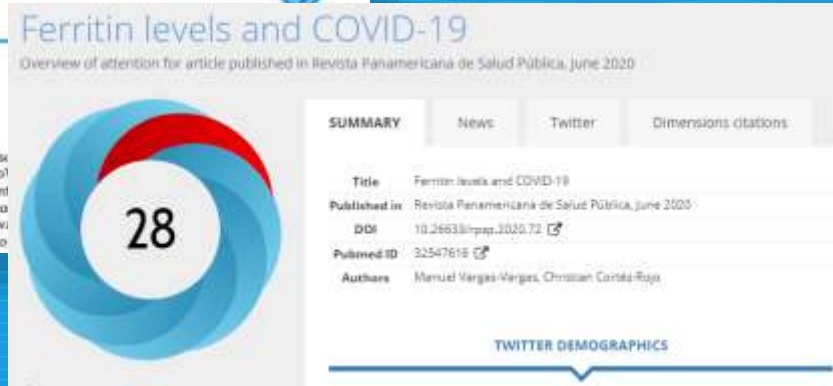 Ferritin levels and COVID-19
Overview of attention for article published in Revista Panamericana de Salud Pública, June 2020
SUMMARY News Twitter Dimensions citations
28
Title Ferritin levels and COVID-19
Published in Revista Panamericana de Salud Pública, June 2020
DOI 10.26633/rpsp.2020.72
Pubmed ID 32547616
Authors Manuel Vargas-Vargas, Christian Cortés-Rojo
TWITTER DEMOGRAPHICS